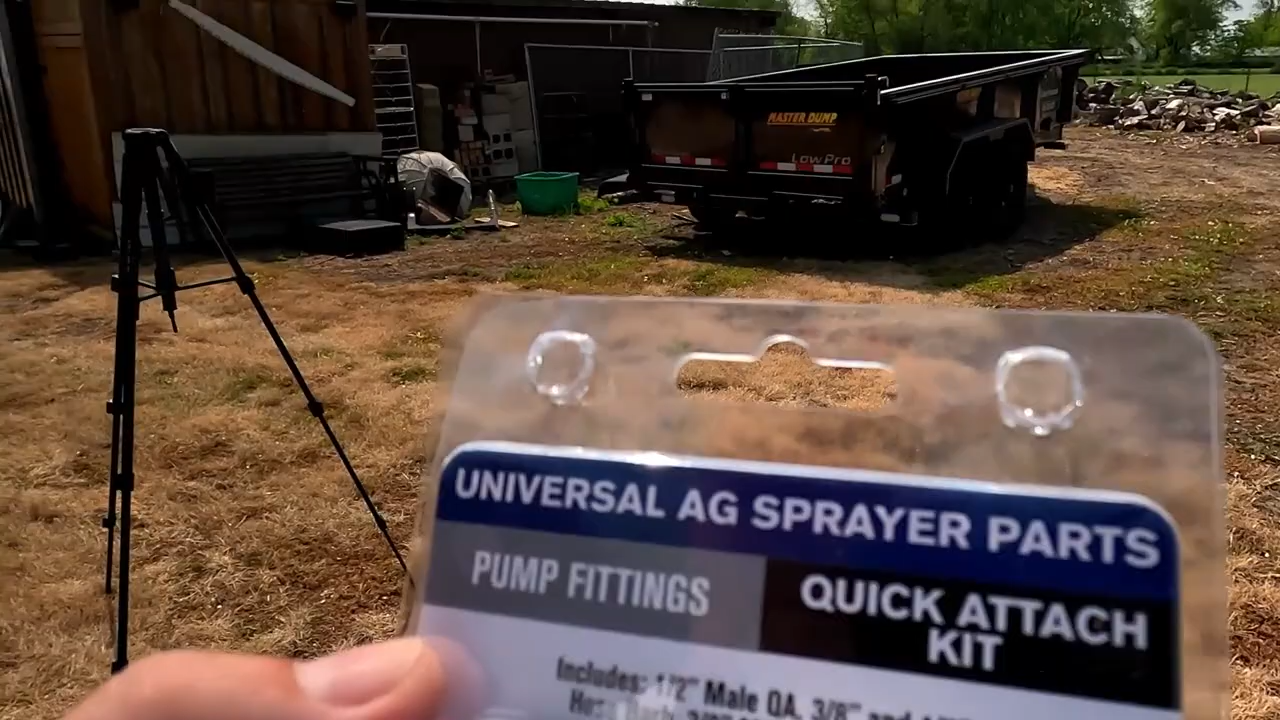 MASTER DUMP
LowPro
UNIVERSAL AG SPRAYER PARTS
PUMP FITTINGS
QUICK ATTACH
KIT
Includes: 1/2" Male QA, 3/8" and